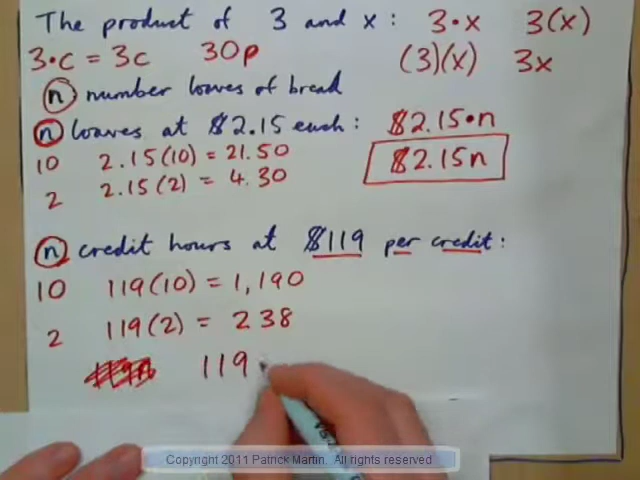 The product of 3 and x : 3•x 3(x)
3•c = 3c 30p (3)(x) 3x
n number loaves of bread
n loaves at $2.15 each : $2.15•n
10 2.15(10) = 21.50 $2.15n
2 2.15(2) = 4.30
n credit hours at $119 per credit :
10 119(10) = 1,190
2 119(2) = 238
119
Copyright 2011 Patrick Martin. All rights reserved